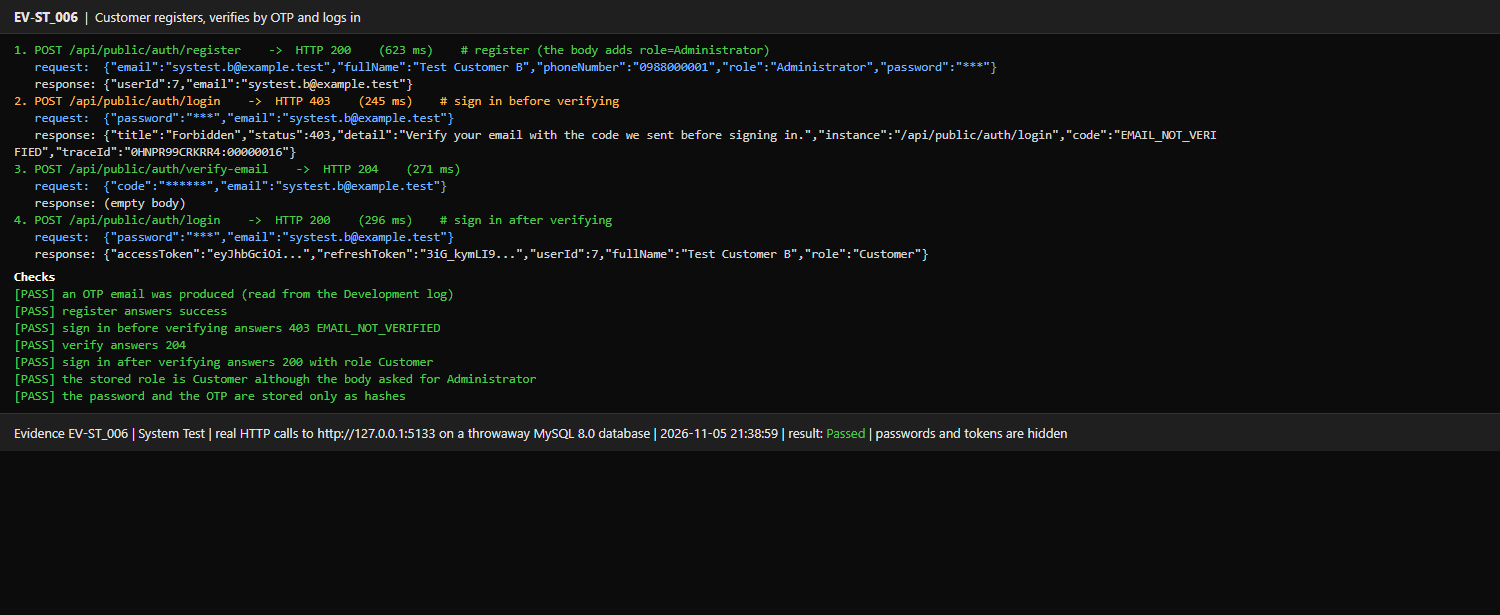 EV-ST_006 | Customer registers, verifies by OTP and logs in
1. POST /api/public/auth/register -> HTTP 200 (623 ms) # register (the body adds role=Administrator)
request: {"email":"systest.b@example.test","fullName":"Test Customer B","phoneNumber":"0988000001","role":"Administrator","password":"***"}
response: {"userId":7,"email":"systest.b@example.test"}
2. POST /api/public/auth/login -> HTTP 403 (245 ms) # sign in before verifying
request: {"password":"***","email":"systest.b@example.test"}
response: {"title":"Forbidden","status":403,"detail":"Verify your email with the code we sent before signing in.","instance":"/api/public/auth/login","code":"EMAIL_NOT_VERI
FIED","traceId":"0HNPR99CRKRR4:00000016"}
3. POST /api/public/auth/verify-email -> HTTP 204 (271 ms)
request: {"code":"******","email":"systest.b@example.test"}
response: (empty body)
4. POST /api/public/auth/login -> HTTP 200 (296 ms) # sign in after verifying
request: {"password":"***","email":"systest.b@example.test"}
response: {"accessToken":"eyJhbGciOi...","refreshToken":"3iG_kymLI9...","userId":7,"fullName":"Test Customer B","role":"Customer"}
Checks
[PASS] an OTP email was produced (read from the Development log)
[PASS] register answers success
[PASS] sign in before verifying answers 403 EMAIL_NOT_VERIFIED
[PASS] verify answers 204
[PASS] sign in after verifying answers 200 with role Customer
[PASS] the stored role is Customer although the body asked for Administrator
[PASS] the password and the OTP are stored only as hashes
Evidence EV-ST_006 | System Test | real HTTP calls to http://127.0.0.1:5133 on a throwaway MySQL 8.0 database | 2026-11-05 21:38:59 | result: Passed | passwords and tokens are hidden